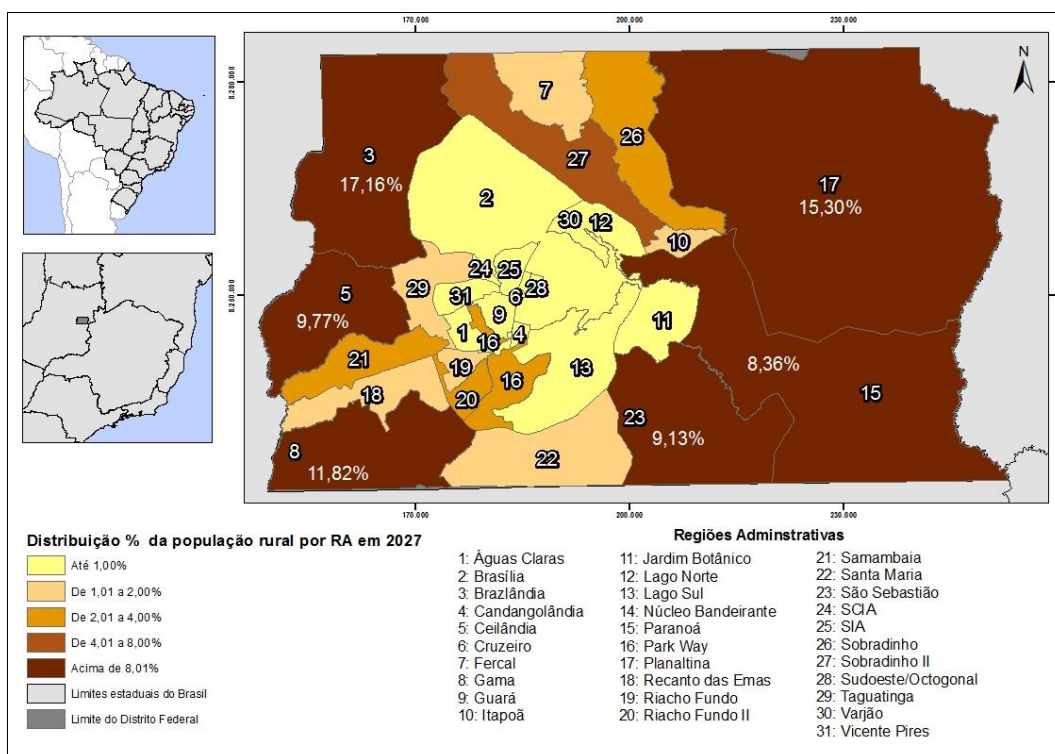 170.000
200.000
230.000
8.280.000
8.260.000
N
3
17,16%
2
7
26
27
17
15,30%
30
12
10
24
25
28
29
31
6
5
9,77%
9
11
1
16
4
21
19
16
13
8,36%
18
20
15
23
9,13%
8
11,82%
22
170.000
200.000
230.000
Distribuição % da população rural por RA em 2027
Até 1,00%
De 1,01 a 2,00%
De 2,01 a 4,00%
De 4,01 a 8,00%
Acima de 8,01%
Limites estaduais do Brasil
Limite do Distrito Federal
Regiões Adminstrativas
1: Águas Claras
2: Brasília
3: Brazlândia
4: Candangolândia
5: Ceilândia
6: Cruzeiro
7: Fercal
8: Gama
9: Guará
10: Itapoã
11: Jardim Botânico
12: Lago Norte
13: Lago Sul
14: Núcleo Bandeirante
15: Paranoá
16: Park Way
17: Planaltina
18: Recanto das Emas
19: Riacho Fundo
20: Riacho Fundo II
21: Samambaia
22: Santa Maria
23: São Sebastião
24: SCIA
25: SIA
26: Sobradinho
27: Sobradinho II
28: Sudoeste/Octogonal
29: Taguatinga
30: Varjão
31: Vicente Pires